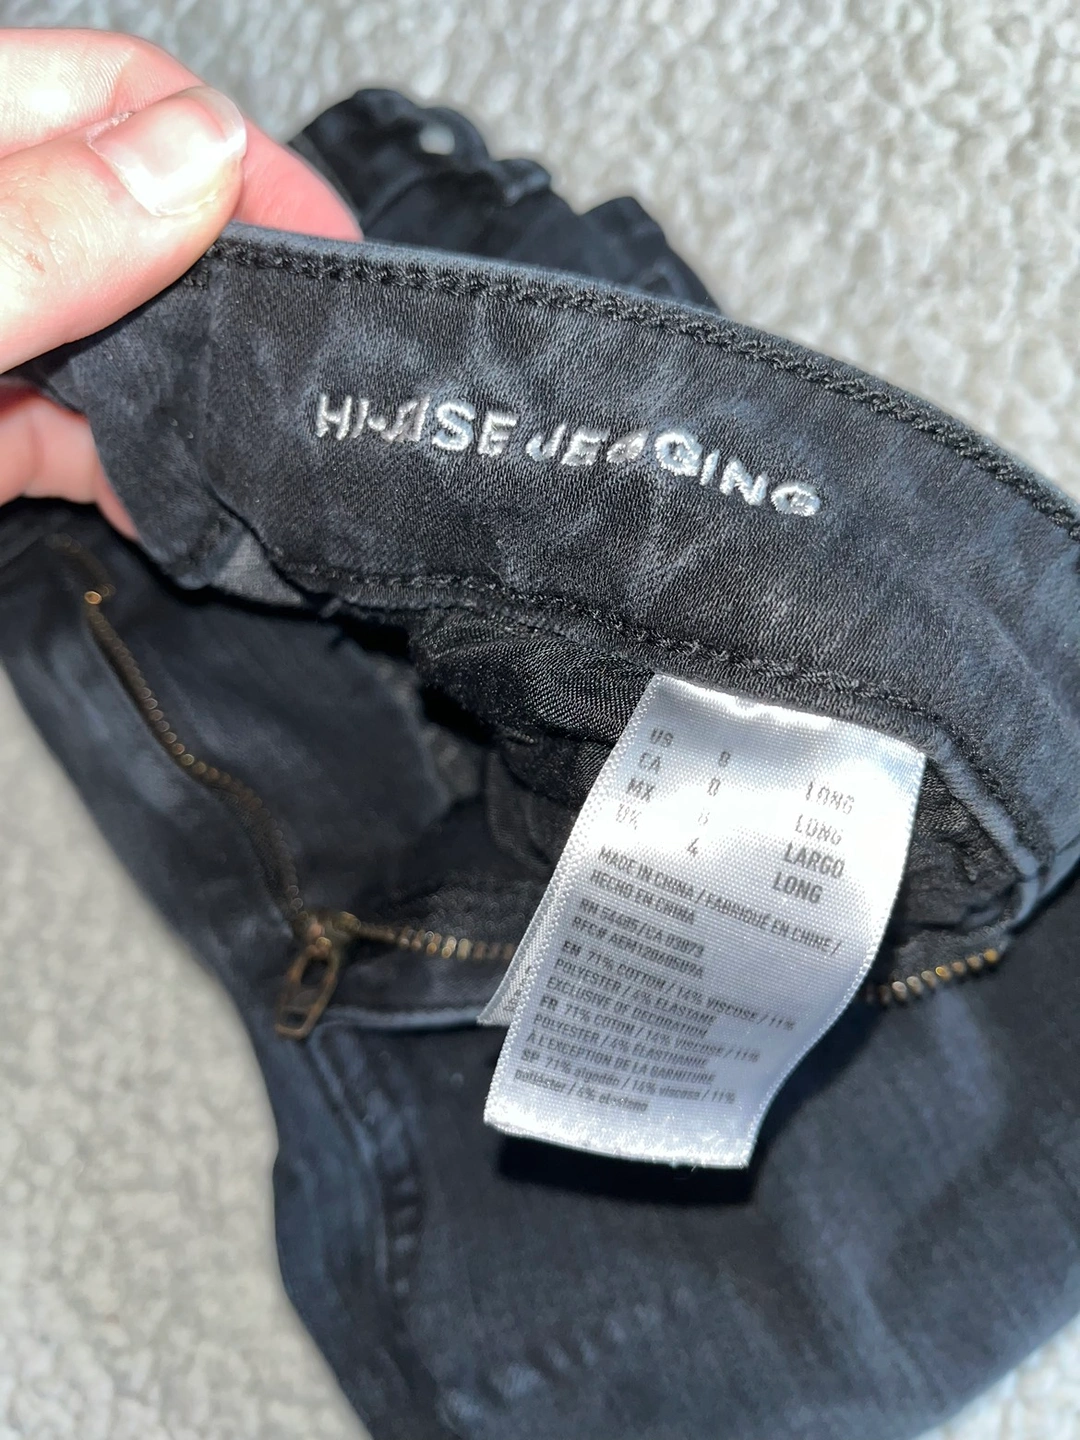 HI-RISE JEGGING
US 0 LONG
CA 0 LONG
MX 0 LARGO
UK 4 LONG
MADE IN CHINA / FABRIQUÉ EN CHINE /
HECHO EN CHINA
RN 54485/CA 03073
RFC#
EN 71% COTTON / 14% VISCOSE / 11%
POLYESTER / 4% ELASTANE
EXCLUSIVE OF DECORATION
FR 71% COTON / 14% VISCOSE / 11%
POLYESTER / 4% ÉLASTHANNE
À L'EXCEPTION DE LA GARNITURE
SP 71% algodón / 14% viscosa / 11%
poliéster / 4% elastano